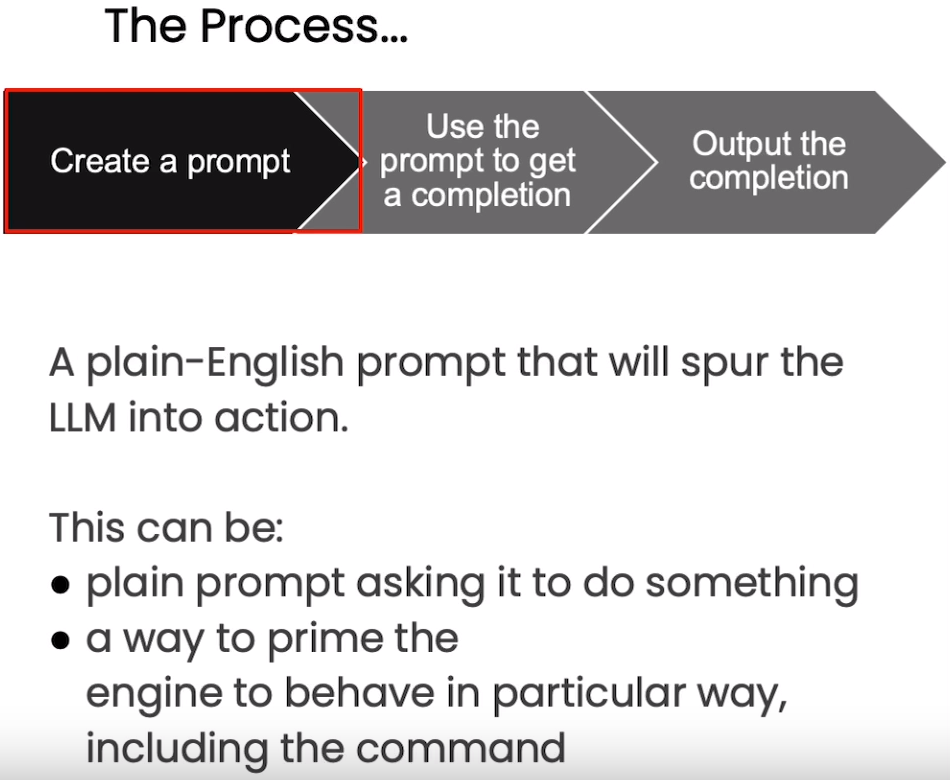 The Process...
Create a prompt
Use the
prompt to get
a completion
Output the
completion
A plain-English prompt that will spur the
LLM into action.
This can be:
● plain prompt asking it to do something
● a way to prime the
engine to behave in particular way,
including the command